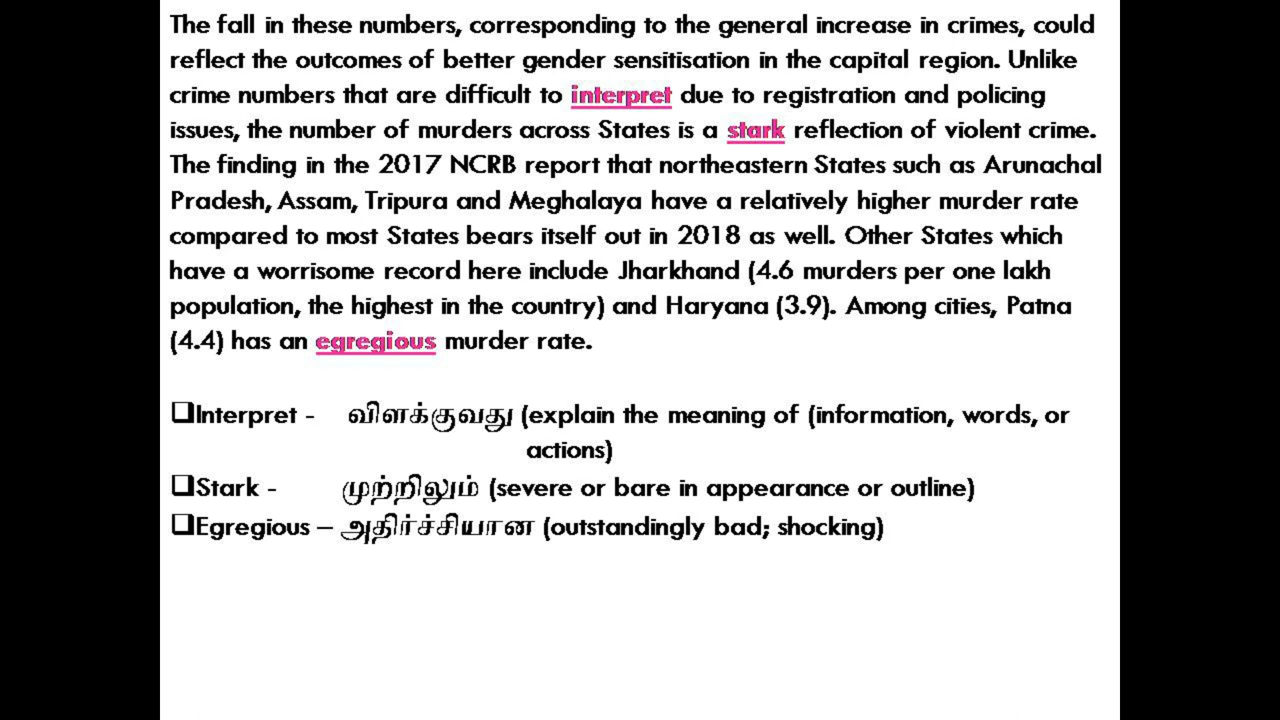 The fall in these numbers, corresponding to the general increase in crimes, could
reflect the outcomes of better gender sensitisation in the capital region. Unlike
crime numbers that are difficult to interpret due to registration and policing
issues, the number of murders across States is a stark reflection of violent crime.
The finding in the 2017 NCRB report that northeastern States such as Arunachal
Pradesh, Assam, Tripura and Meghalaya have a relatively higher murder rate
compared to most States bears itself out in 2018 as well. Other States which
have a worrisome record here include Jharkhand (4.6 murders per one lakh
population, the highest in the country) and Haryana (3.9). Among cities, Patna
(4.4) has an egregious murder rate.
❑Interpret - விளக்குவது (explain the meaning of (information, words, or
actions)
❑Stark - முற்றிலும் (severe or bare in appearance or outline)
❑Egregious – அதிர்ச்சியான (outstandingly bad; shocking)